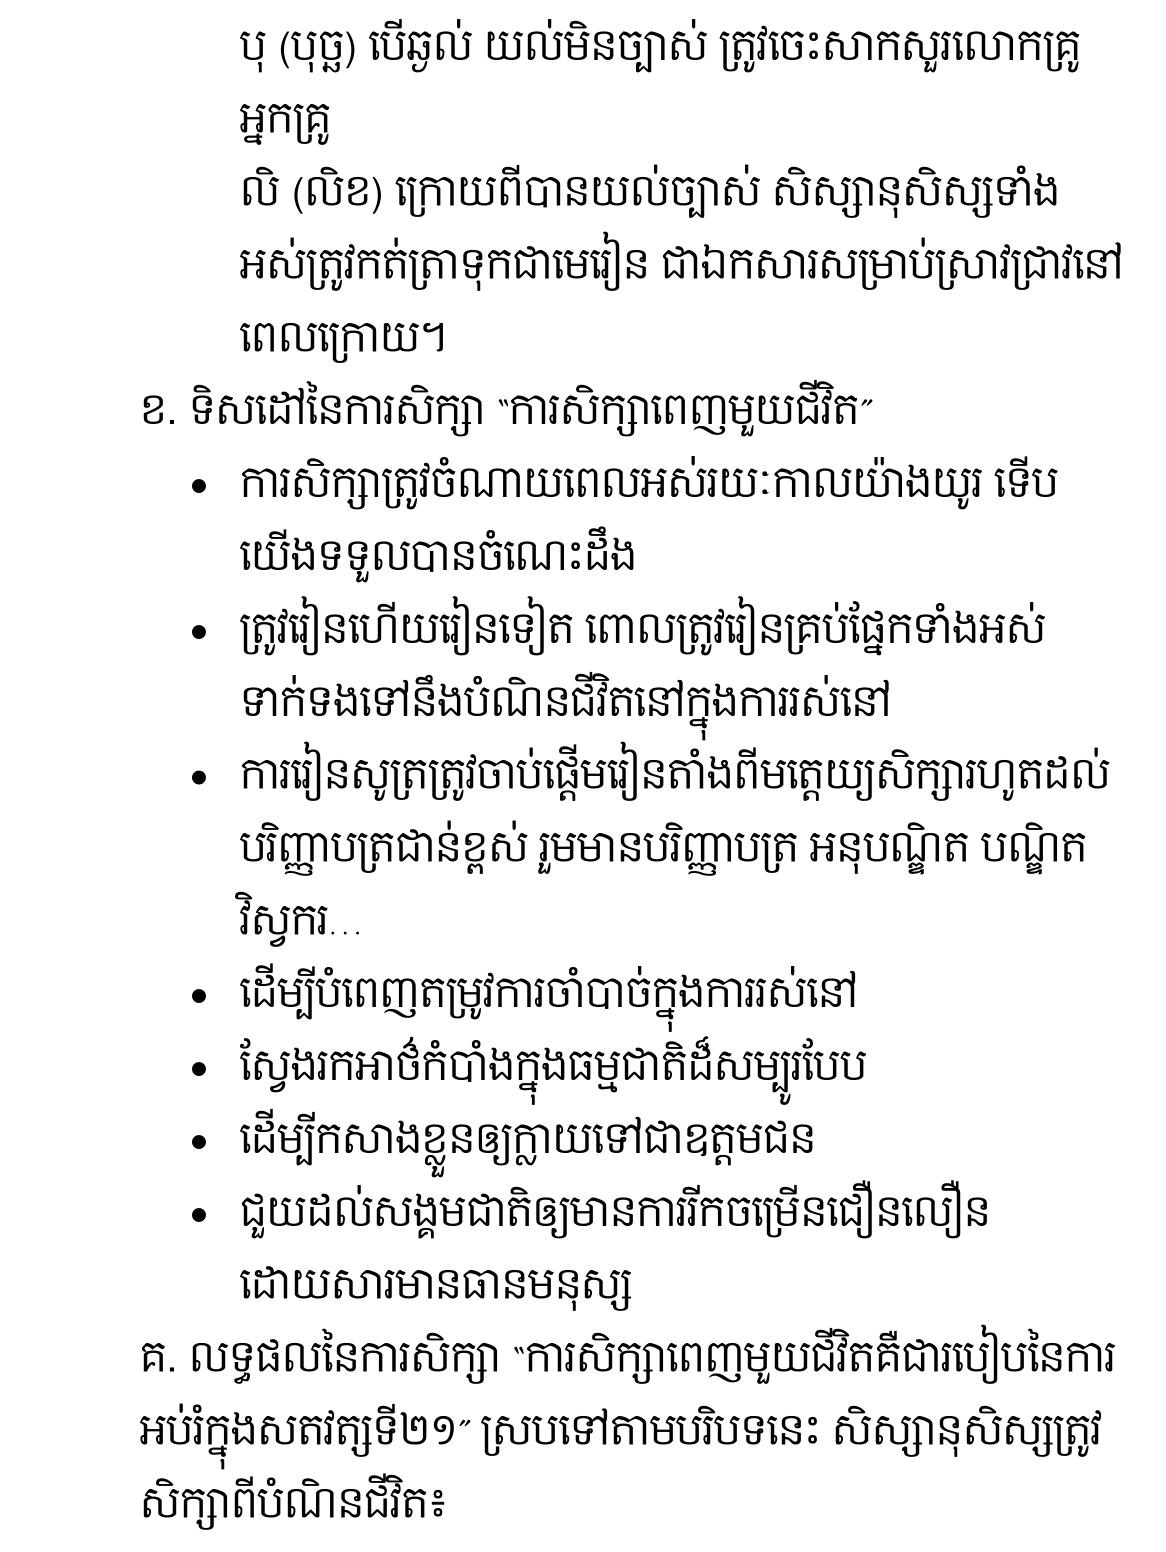 បុ (បុច្ឆ) បើឆ្ងល់ យល់មិនច្បាស់ ត្រូវចេះសាកសួរលោកគ្រូ
អ្នកគ្រូ
លិ (លិខ) ក្រោយពីបានយល់ច្បាស់ សិស្សានុសិស្សទាំង
អស់ត្រូវកត់ត្រាទុកជាមេរៀន ជាឯកសារសម្រាប់ស្រាវជ្រាវនៅ
ពេលក្រោយ។
ខ. ទិសដៅនៃការសិក្សា “ការសិក្សាពេញមួយជីវិត”
• ការសិក្សាត្រូវចំណាយពេលអស់រយៈកាលយ៉ាងយូរ ទើប
យើងទទួលបានចំណេះដឹង
• ត្រូវរៀនហើយរៀនទៀត ពោលត្រូវរៀនគ្រប់ផ្នែកទាំងអស់
ទាក់ទងទៅនឹងបំណិនជីវិតនៅក្នុងការរស់នៅ
• ការរៀនសូត្រត្រូវចាប់ផ្តើមរៀនតាំងពីមត្តេយ្យសិក្សារហូតដល់
បរិញ្ញាបត្រជាន់ខ្ពស់ រួមមានបរិញ្ញាបត្រ អនុបណ្ឌិត បណ្ឌិត
វិស្វករ...
• ដើម្បីបំពេញតម្រូវការចាំបាច់ក្នុងការរស់នៅ
• ស្វែងរកអាថ៌កំបាំងក្នុងធម្មជាតិដ៏សម្បូរបែប
• ដើម្បីកសាងខ្លួនឲ្យក្លាយទៅជាឧត្តមជន
• ជួយដល់សង្គមជាតិឲ្យមានការរីកចម្រើនជឿនលឿន
ដោយសារមានធានមនុស្ស
គ. លទ្ធផលនៃការសិក្សា “ការសិក្សាពេញមួយជីវិតគឺជារបៀបនៃការ
អប់រំក្នុងសតវត្សទី២១” ស្របទៅតាមបរិបទនេះ សិស្សានុសិស្សត្រូវ
សិក្សាពីបំណិនជីវិត៖